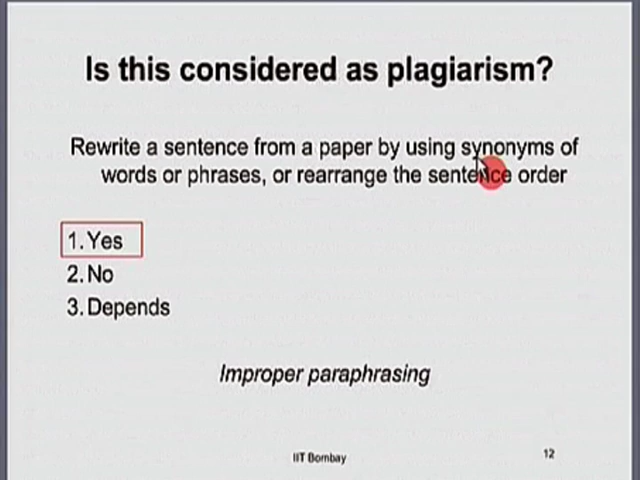 Is this considered as plagiarism?
Rewrite a sentence from a paper by using synonyms of
words or phrases, or rearrange the sentence order
1. Yes
2. No
3. Depends
Improper paraphrasing
IIT Bombay
12